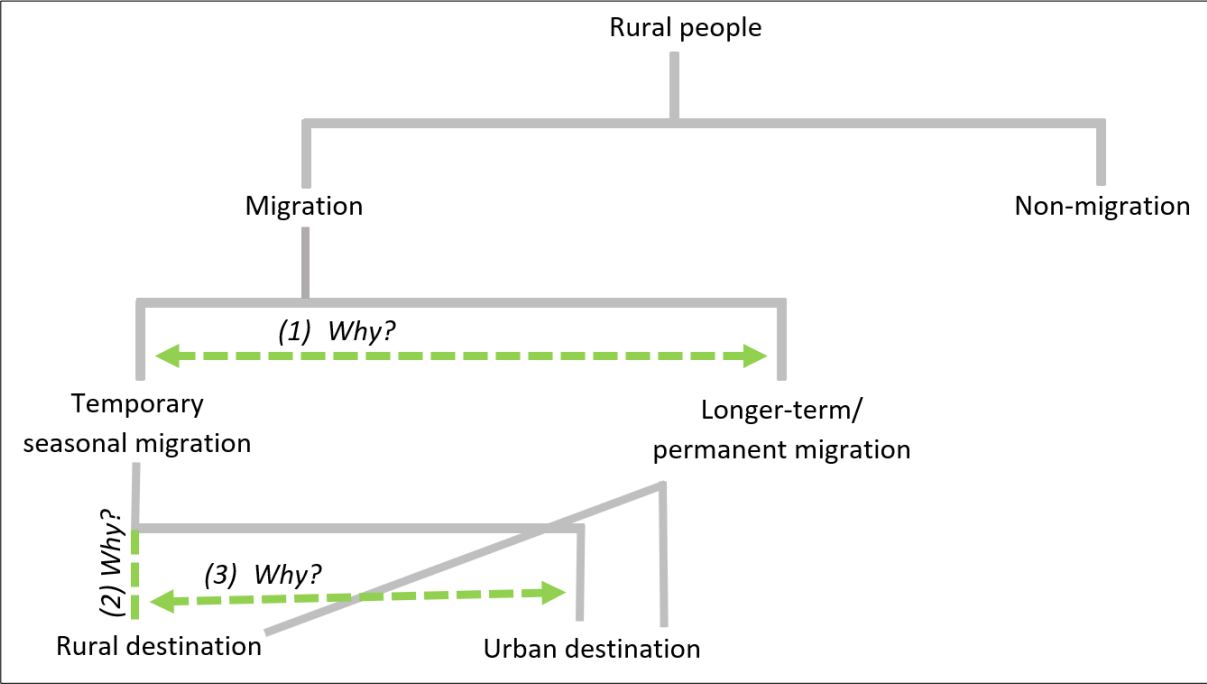 Rural people
Migration
Non-migration
(1) Why?
Temporary
seasonal migration
Longer-term/
permanent migration
(2) Why?
(3) Why?
Rural destination
Urban destination